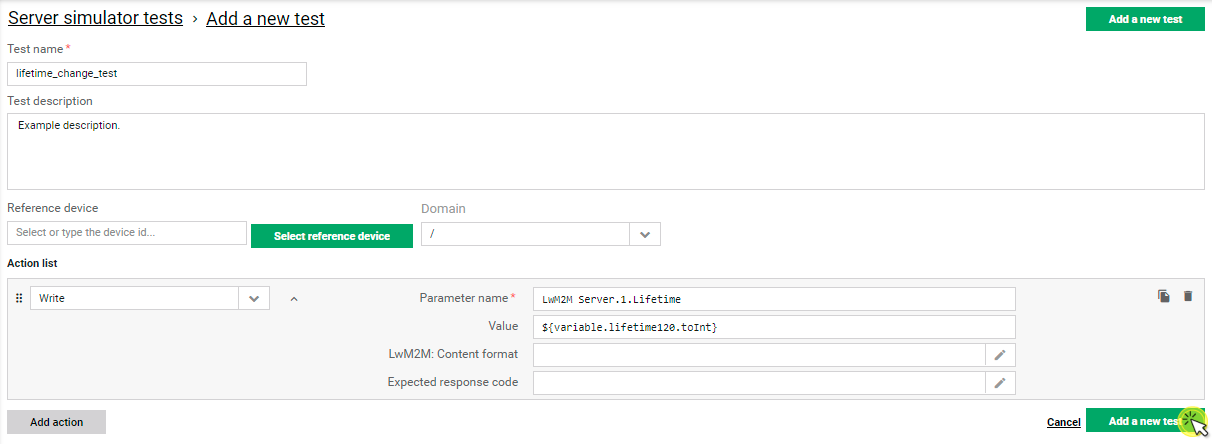 Server simulator tests › Add a new test
Add a new test
Test name *
lifetime_change_test
Test description
Example description.
Reference device
Domain
Select or type the device id...
Select reference device
/
Action list
Write
Parameter name *
LwM2M Server.1.Lifetime
Value
${variable.lifetime120.toInt}
LwM2M: Content format
Expected response code
Add action
Cancel
Add a new test